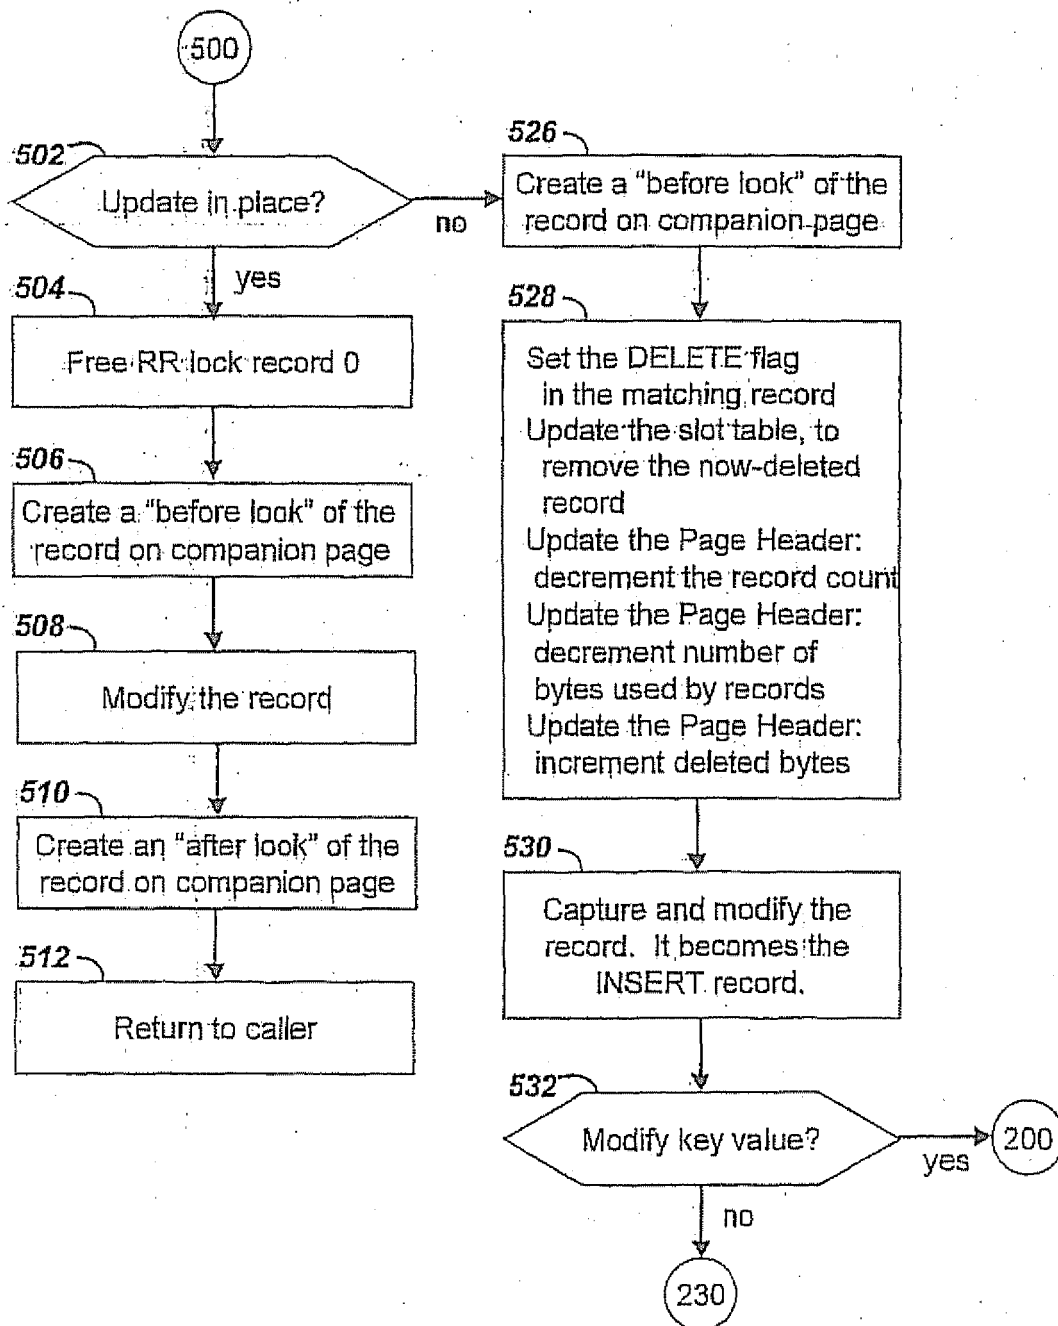 500
502
Update in place?
yes
no
504
Free RR lock record 0
506
Create a "before look" of the
record on companion page
508
Modify the record
510
Create an "after look" of the
record on companion page
512
Return to caller
526
Create a "before look" of the
record on companion page
528
Set the DELETE flag
in the matching record
Update the slot table, to
remove the now-deleted
record
Update the Page Header:
decrement the record count
Update the Page Header:
decrement number of
bytes used by records
Update the Page Header:
increment deleted bytes
530
Capture and modify the
record. It becomes the
INSERT record.
532
Modify key value?
yes
200
no
230